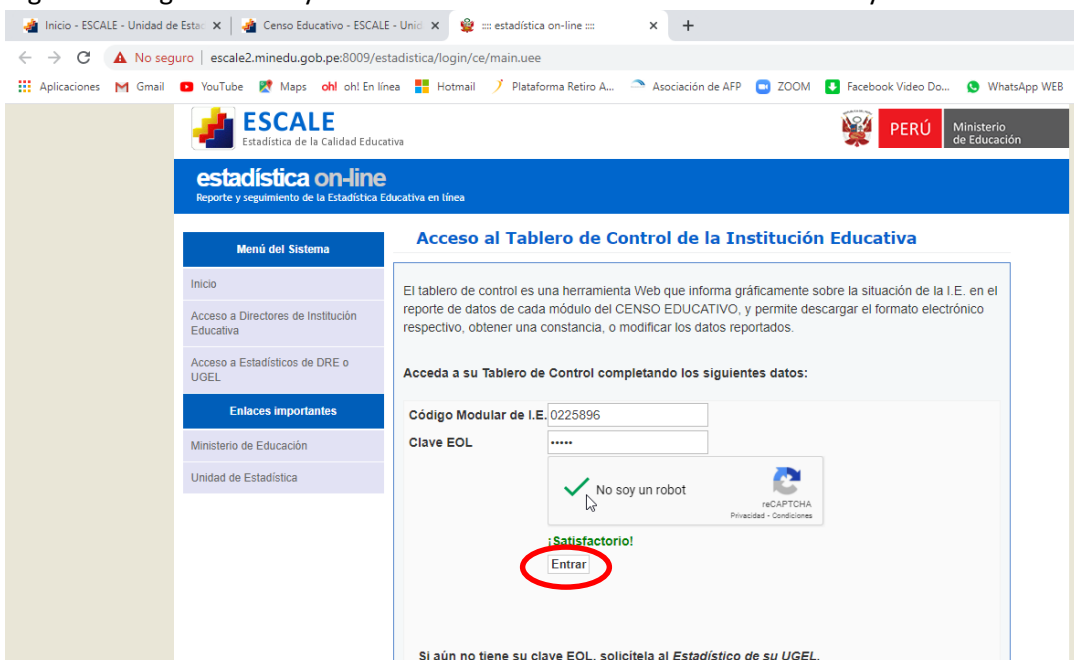 Inicio - ESCALE - Unidad de Estad
Censo Educativo - ESCALE - Unid
:::: estadística on-line ::::
No seguro | escale2.minedu.gob.pe:8009/estadistica/login/ce/main.uee
Aplicaciones Gmail YouTube Maps oh! oh! En línea Hotmail Plataforma Retiro A... Asociación de AFP ZOOM Facebook Video Do... WhatsApp WEB
ESCALE
Estadística de la Calidad Educativa
PERÚ
Ministerio
de Educación
estadística on-line
Reporte y seguimiento de la Estadística Educativa en línea
Menú del Sistema
Inicio
Acceso a Directores de Institución
Educativa
Acceso a Estadísticos de DRE o
UGEL
Enlaces importantes
Ministerio de Educación
Unidad de Estadística
Acceso al Tablero de Control de la Institución Educativa
El tablero de control es una herramienta Web que informa gráficamente sobre la situación de la I.E. en el
reporte de datos de cada módulo del CENSO EDUCATIVO, y permite descargar el formato electrónico
respectivo, obtener una constancia, o modificar los datos reportados.
Acceda a su Tablero de Control completando los siguientes datos:
Código Modular de I.E. 0225896
Clave EOL •••••
No soy un robot
reCAPTCHA
Privacidad - Condiciones
¡Satisfactorio!
Entrar
Si aún no tiene su clave EOL, solicítela al Estadístico de su UGEL.